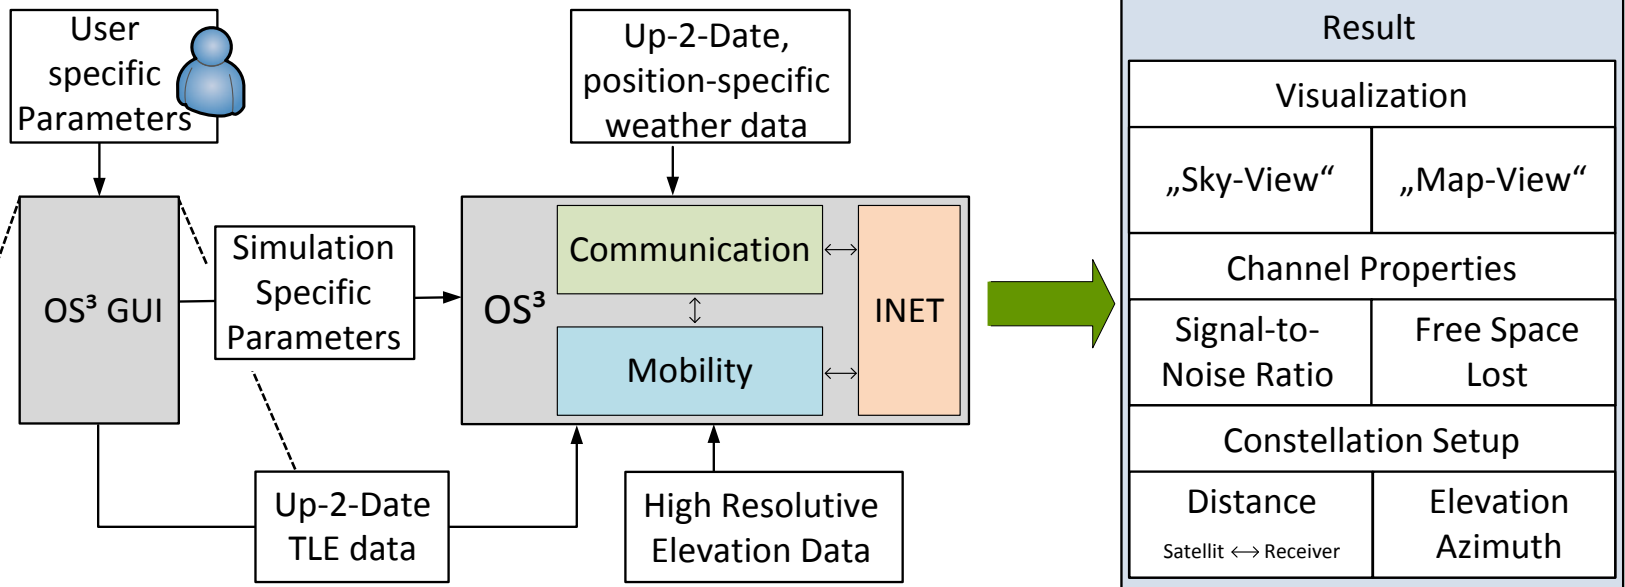 User
specific
Parameters
Up-2-Date,
position-specific
weather data
OS³ GUI
Simulation
Specific
Parameters
OS³
Communication
Mobility
INET
Up-2-Date
TLE data
High Resolutive
Elevation Data
Result
Visualization
„Sky-View“
„Map-View“
Channel Properties
Signal-to-
Noise Ratio
Free Space
Lost
Constellation Setup
Distance
Satellit ↔ Receiver
Elevation
Azimuth